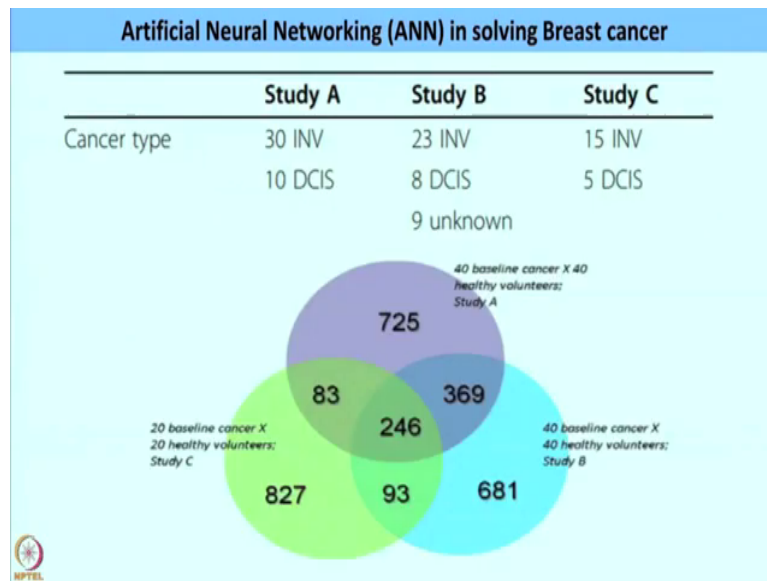 Artificial Neural Networking (ANN) in solving Breast cancer
Study A Study B Study C
Cancer type 30 INV 23 INV 15 INV
10 DCIS 8 DCIS 5 DCIS
9 unknown
40 baseline cancer X 40
healthy volunteers;
Study A
725
83 369
246
20 baseline cancer X
20 healthy volunteers;
Study C
40 baseline cancer X
40 healthy volunteers;
Study B
827 93 681
NPTEL